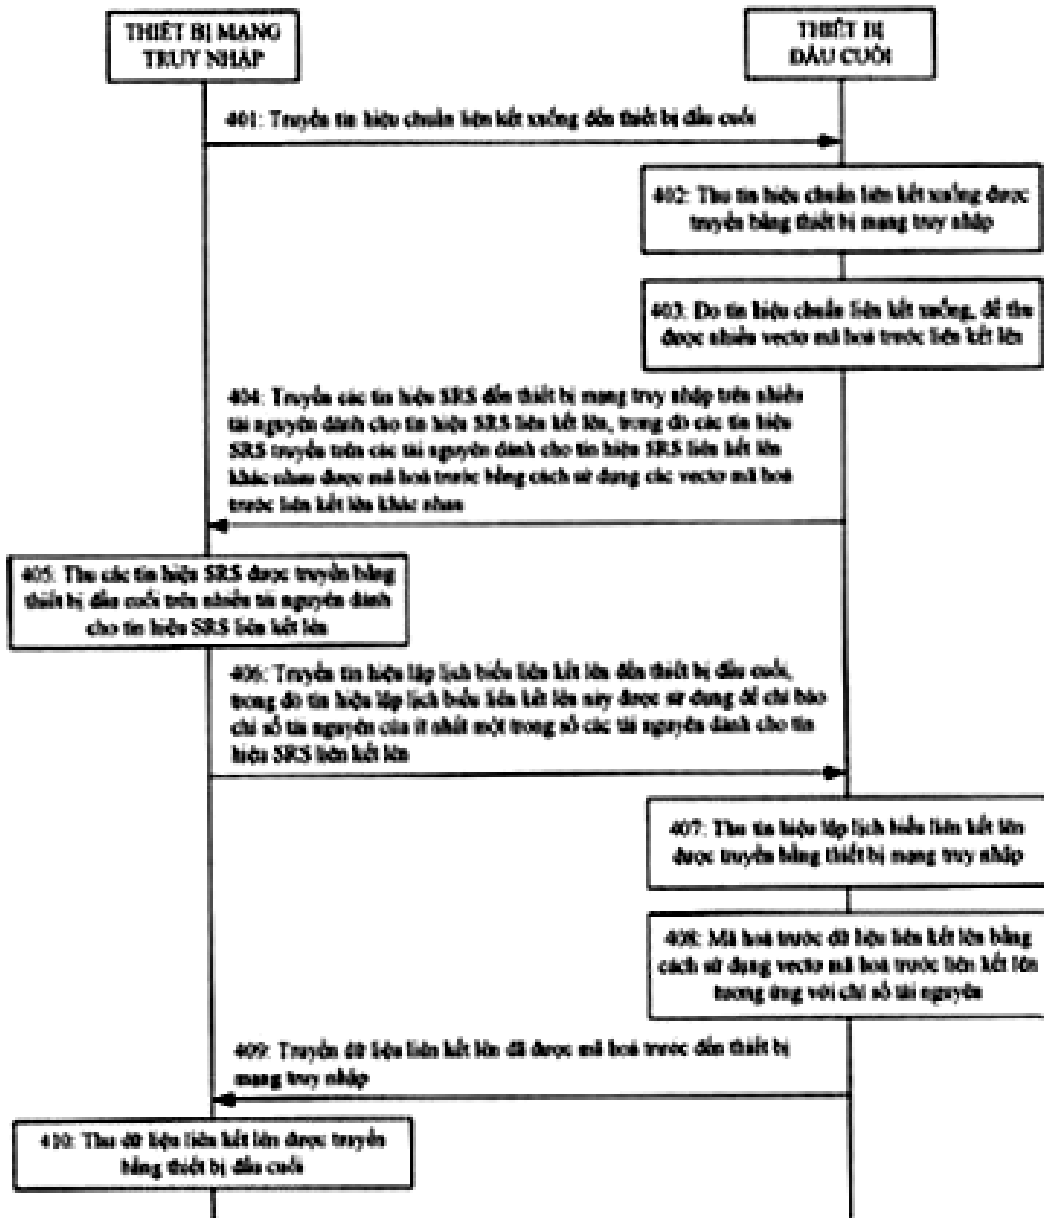 THIẾT BỊ MẠNG
TRUY NHẬP
THIẾT BỊ
ĐẦU CUỐI
401: Truyền tín hiệu chuẩn liên kết xuống đến thiết bị đầu cuối
402: Thu tín hiệu chuẩn liên kết xuống được
truyền bằng thiết bị mạng truy nhập
403: Đo tín hiệu chuẩn liên kết xuống, để thu
được nhiều vectơ mã hoá trước liên kết lên
404: Truyền các tín hiệu SRS đến thiết bị mạng truy nhập trên nhiều
tài nguyên dành cho tín hiệu SRS liên kết lên, trong đó các tín hiệu
SRS truyền trên các tài nguyên dành cho tín hiệu SRS liên kết lên
khác nhau được mã hoá trước bằng cách sử dụng các vectơ mã hoá
trước liên kết lên khác nhau
405: Thu các tín hiệu SRS được truyền bằng
thiết bị đầu cuối trên nhiều tài nguyên dành
cho tín hiệu SRS liên kết lên
406: Truyền tín hiệu lập lịch biểu liên kết lên đến thiết bị đầu cuối,
trong đó tín hiệu lập lịch biểu liên kết lên này được sử dụng để chỉ báo
chỉ số tài nguyên của ít nhất một trong số các tài nguyên dành cho tín
hiệu SRS liên kết lên
407: Thu tín hiệu lập lịch biểu liên kết lên
được truyền bằng thiết bị mạng truy nhập
408: Mã hoá trước dữ liệu liên kết lên bằng
cách sử dụng vectơ mã hoá trước liên kết lên
tương ứng với chỉ số tài nguyên
409: Truyền dữ liệu liên kết lên đã được mã hoá trước đến thiết bị
mạng truy nhập
410: Thu dữ liệu liên kết lên được truyền
bằng thiết bị đầu cuối